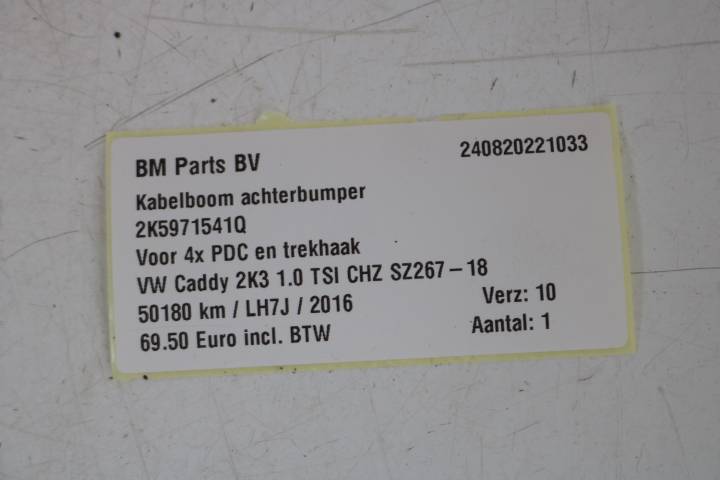 BM Parts BV 240820221033
Kabelboom achterbumper
2K5971541Q
Voor 4x PDC en trekhaak
VW Caddy 2K3 1.0 TSI CHZ SZ267-18
50180 km / LH7J / 2016 Verz: 10
69.50 Euro incl. BTW Aantal: 1